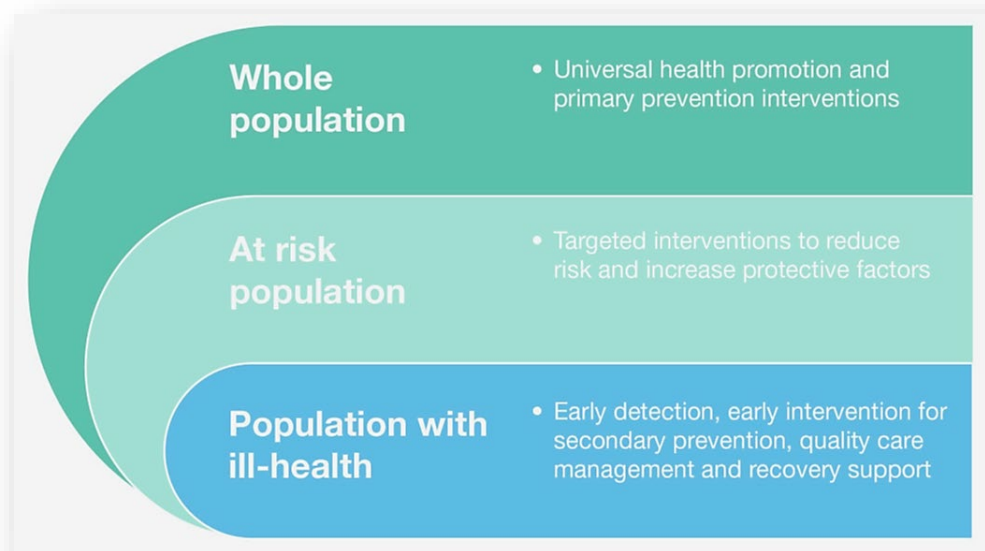 Whole
population
• Universal health promotion and
primary prevention interventions
At risk
population
• Targeted interventions to reduce
risk and increase protective factors
Population with
ill-health
• Early detection, early intervention for
secondary prevention, quality care
management and recovery support